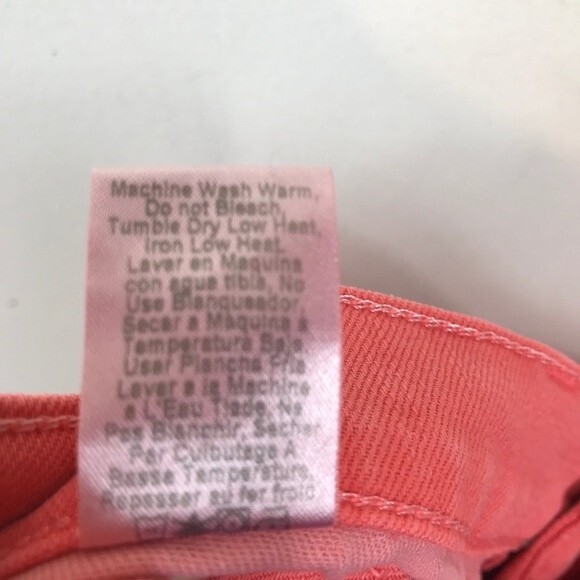 Machine Wash Warm,
Do not Bleach,
Tumble Dry Low Heat,
Iron Low Heat.
Laver en Maquina
con agua tibia, No
Use Blanqueador
Secar a Maquina a
Temperatura Baja
Usar Plancha Fria
Laver a la Machine
a L'Eau Tiade, Ne
Pas Blanchir, Secher
Par Culbutage A
Basse Temperature,
Repasser au fer froid